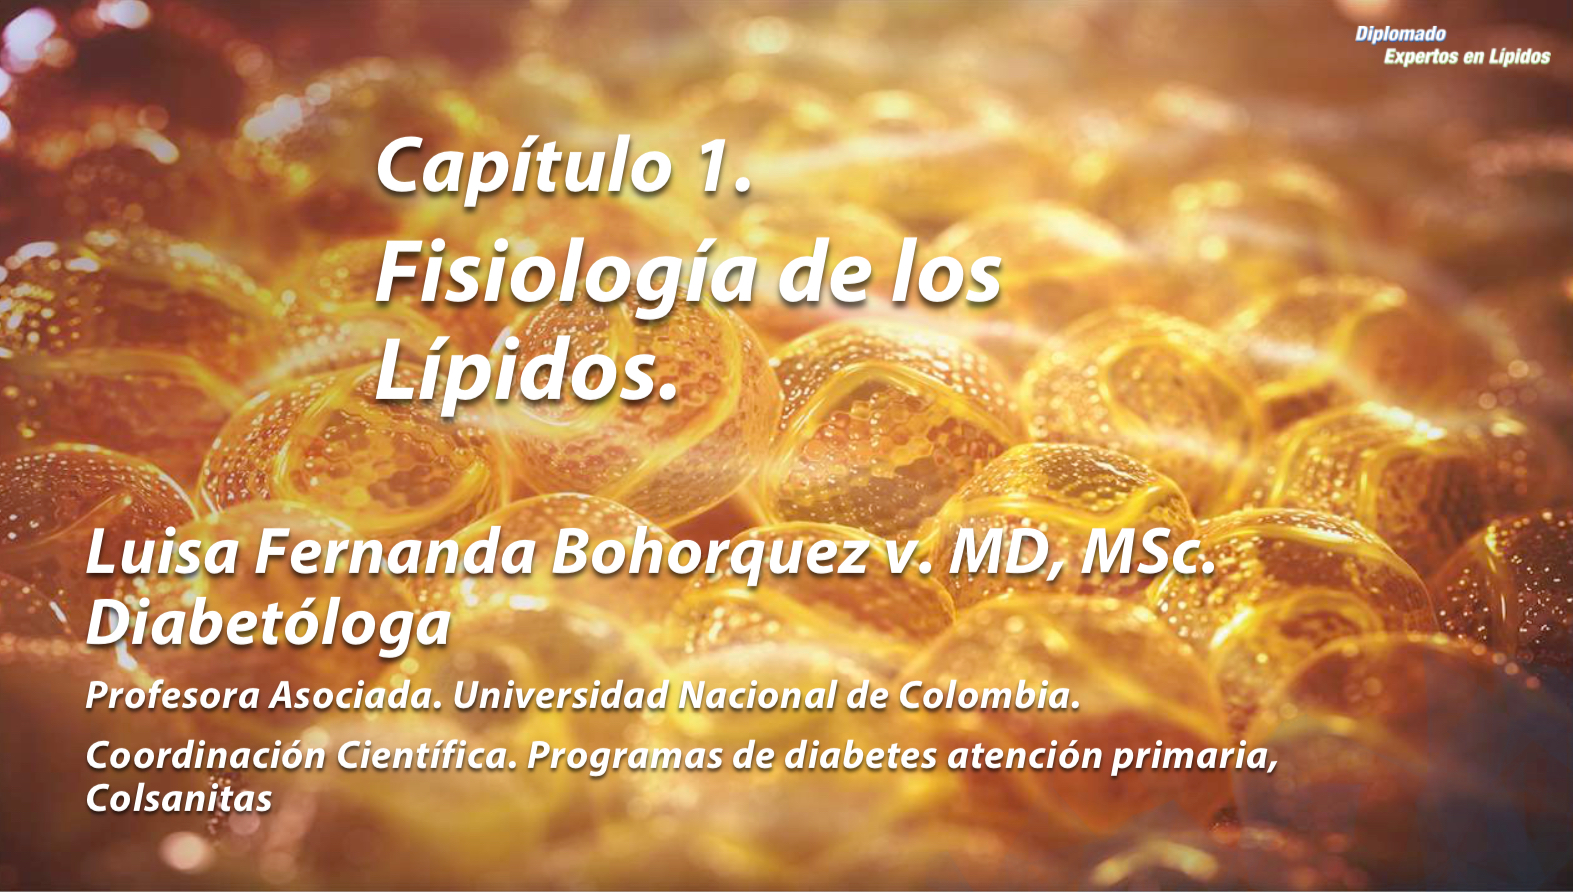 Diplomado
Expertos en Lípidos
Capítulo 1.
Fisiología de los
Lípidos.
Luisa Fernanda Bohorquez v. MD, MSc.
Diabetóloga
Profesora Asociada. Universidad Nacional de Colombia.
Coordinación Científica. Programas de diabetes atención primaria,
Colsanitas